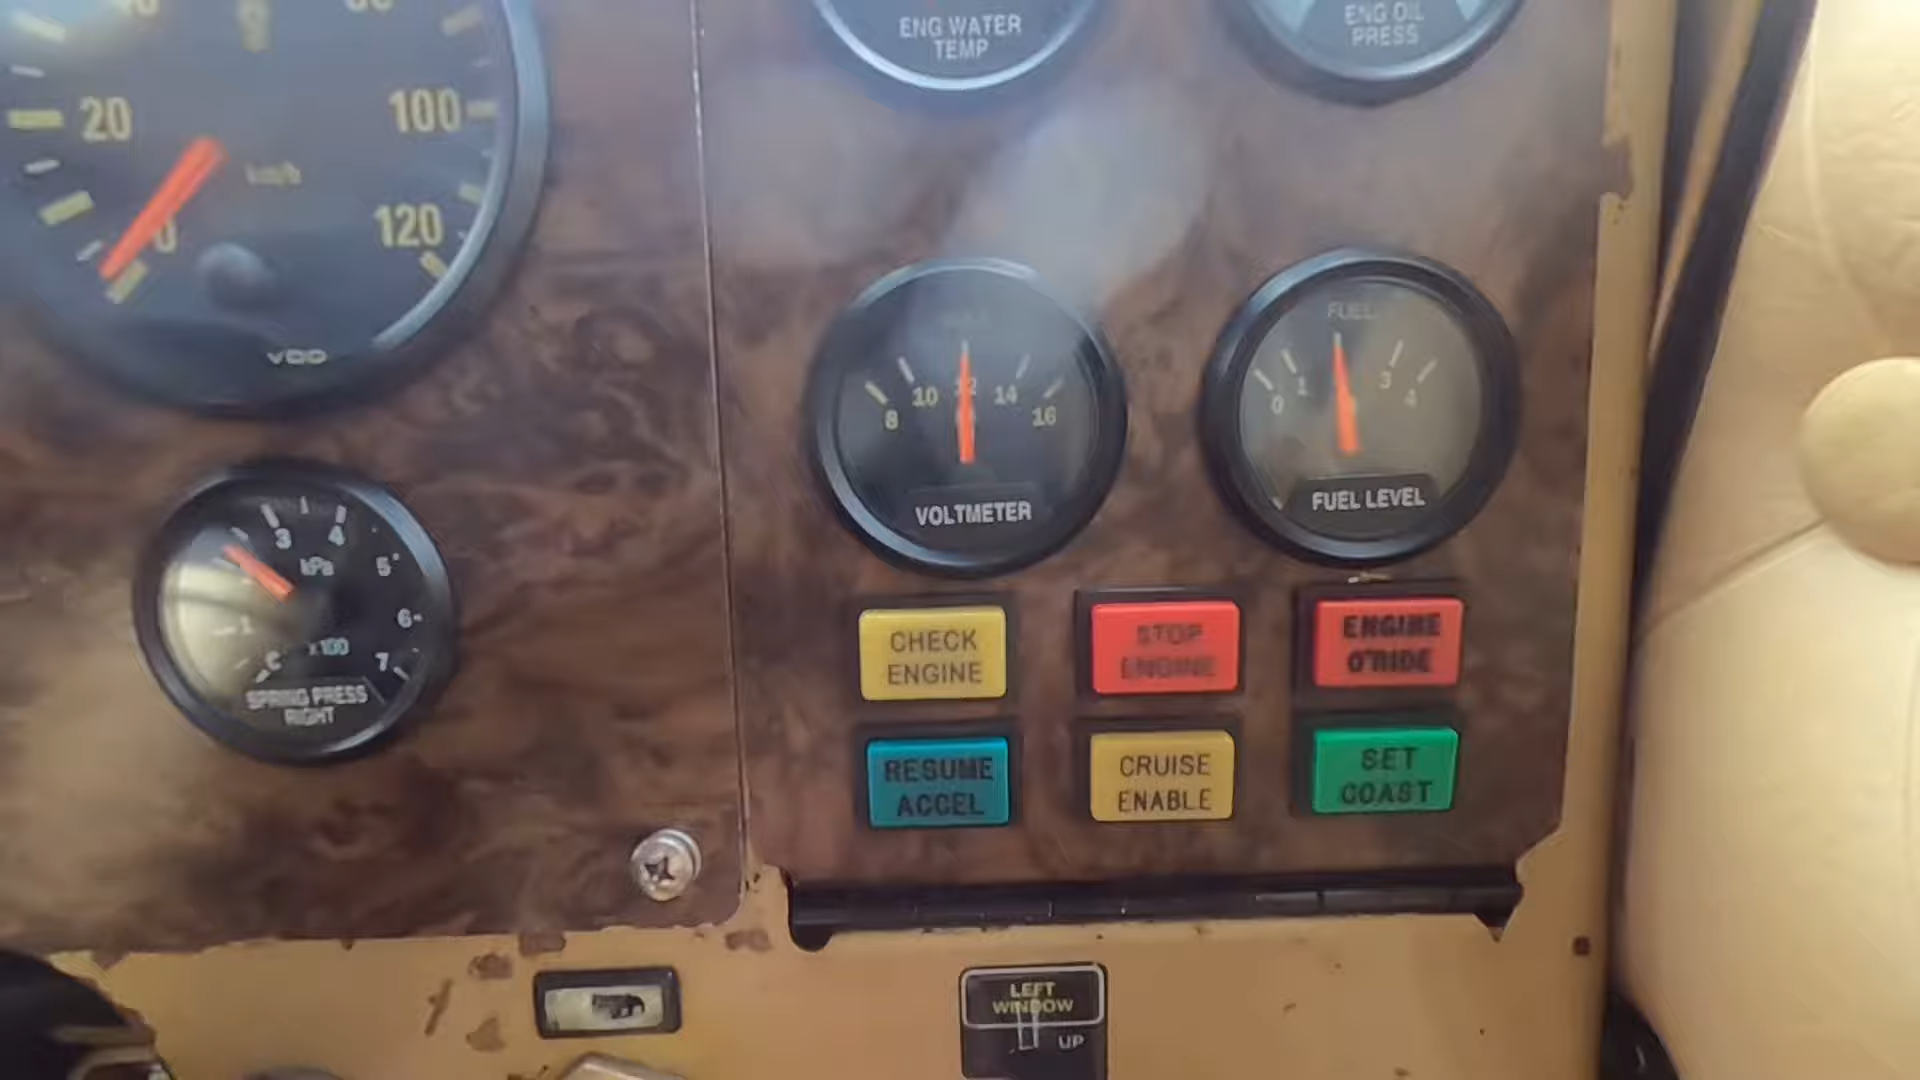 ENG WATER
TEMP
ENG OIL
PRESS
20
100
km/h
0
120
VDO
FUEL
8
10
12
14
16
VOLTMETER
0
1
3
4
FUEL LEVEL
3
4
kPa
5
1
6
x100
7
SPRING PRESS
RIGHT
CHECK
ENGINE
STOP
ENGINE
ENGINE
O'RIDE
RESUME
ACCEL
CRUISE
ENABLE
SET
COAST
LEFT
WINDOW
UP